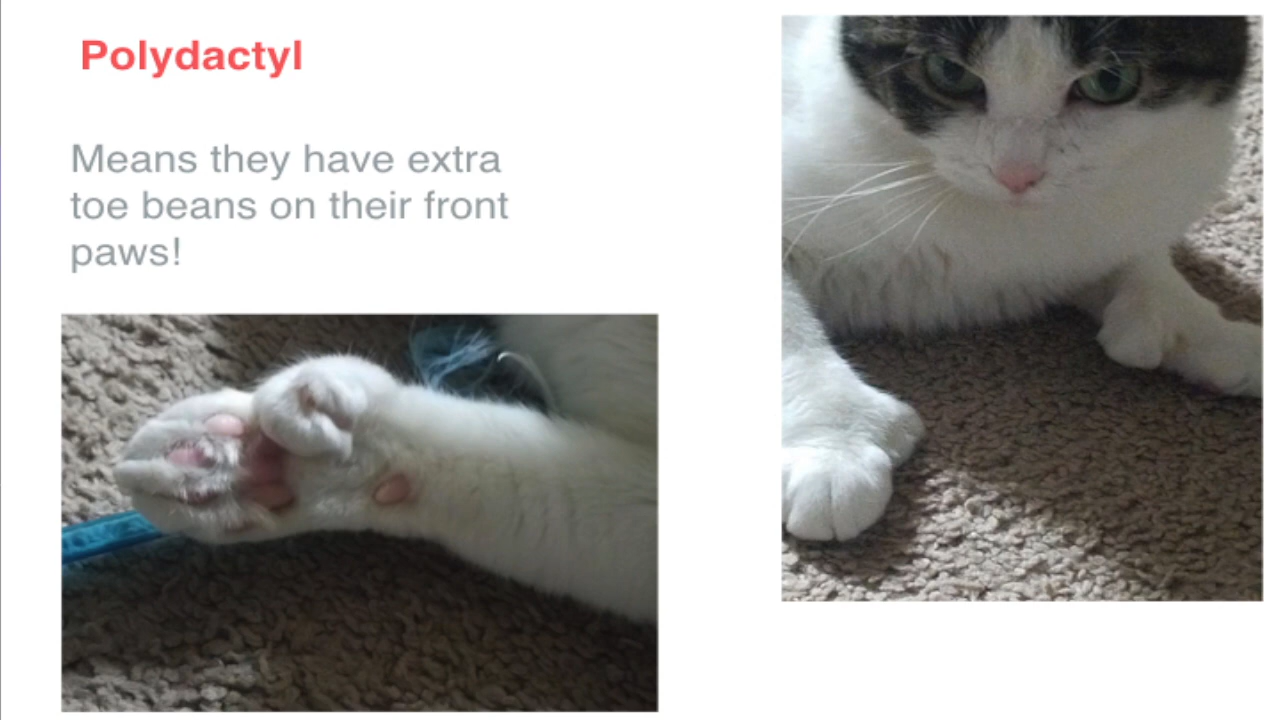 Polydactyl
Means they have extra
toe beans on their front
paws!